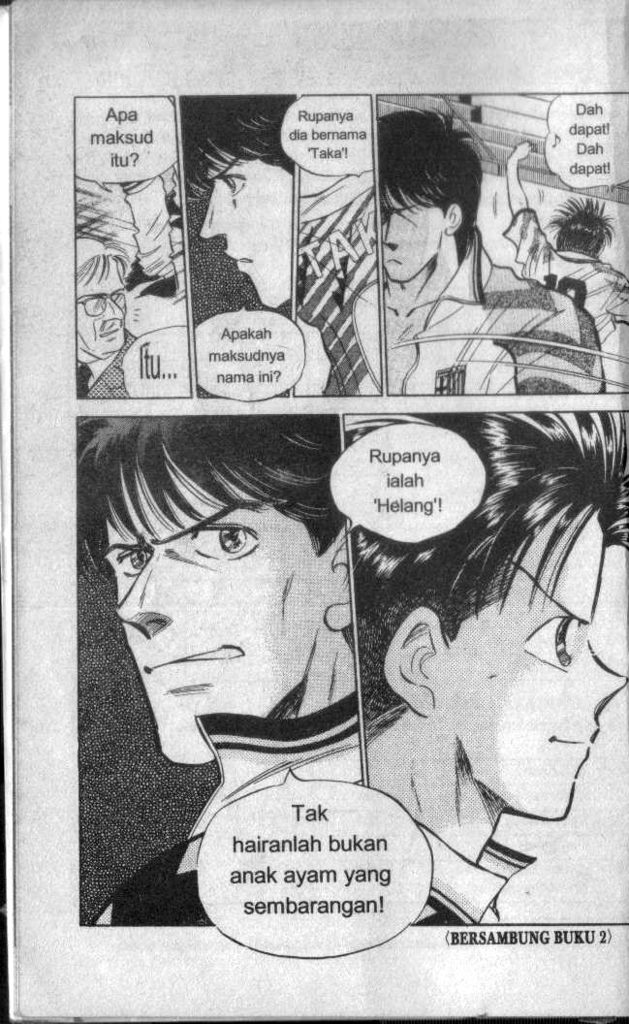 Dah
dapat!
Dah
dapat!
TAK
Rupanya
dia bernama
'Taka'!
Apakah
maksudnya
nama ini?
Apa
maksud
itu?
Itu...
Rupanya
ialah
'Helang'!
Tak
hairanlah bukan
anak ayam yang
sembarangan!
〈BERSAMBUNG BUKU 2〉